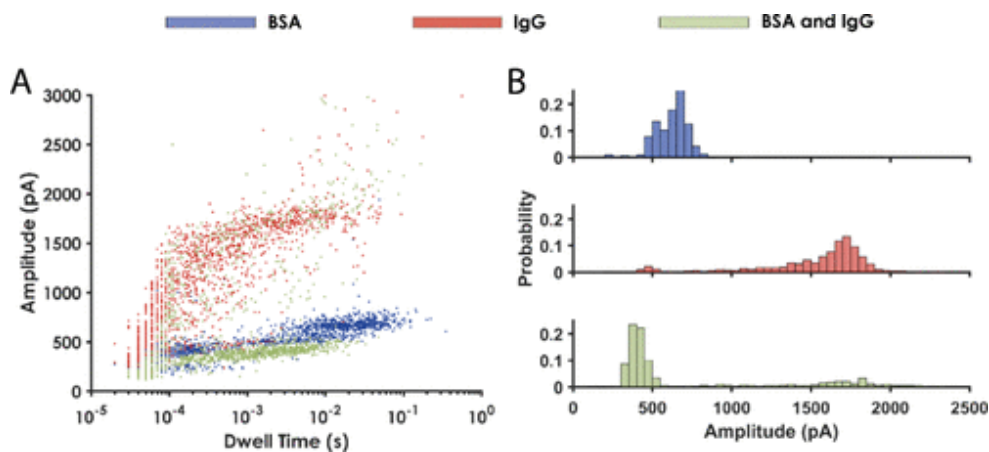 BSA IgG BSA and IgG
A
3000
2500
2000
1500
1000
500
0
Amplitude (pA)
10-5 10-4 10-3 10-2 10-1 100
Dwell Time (s)
B
0.2
0.1
0
0.2
0.1
0
0.2
0.1
0
Probability
0 500 1000 1500 2000 2500
Amplitude (pA)